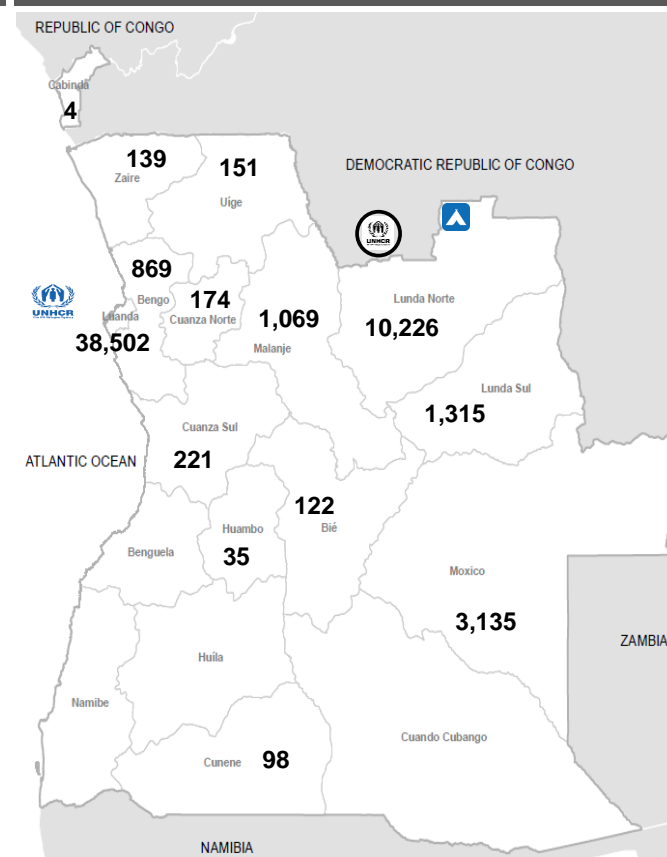 REPUBLIC OF CONGO
Cabinda
4
139
Zaire
151
Uige
DEMOCRATIC REPUBLIC OF CONGO
UNHCR
869
Bengo
174
Cuanza Norte
1,069
Malanje
Lunda Norte
10,226
UNHCR
Luanda
38,502
Lunda Sul
1,315
Cuanza Sul
221
ATLANTIC OCEAN
122
Bié
Huambo
35
Benguela
Moxico
3,135
ZAMBIA
Huila
Namibe
Cuando Cubango
Cunene 98
NAMIBIA